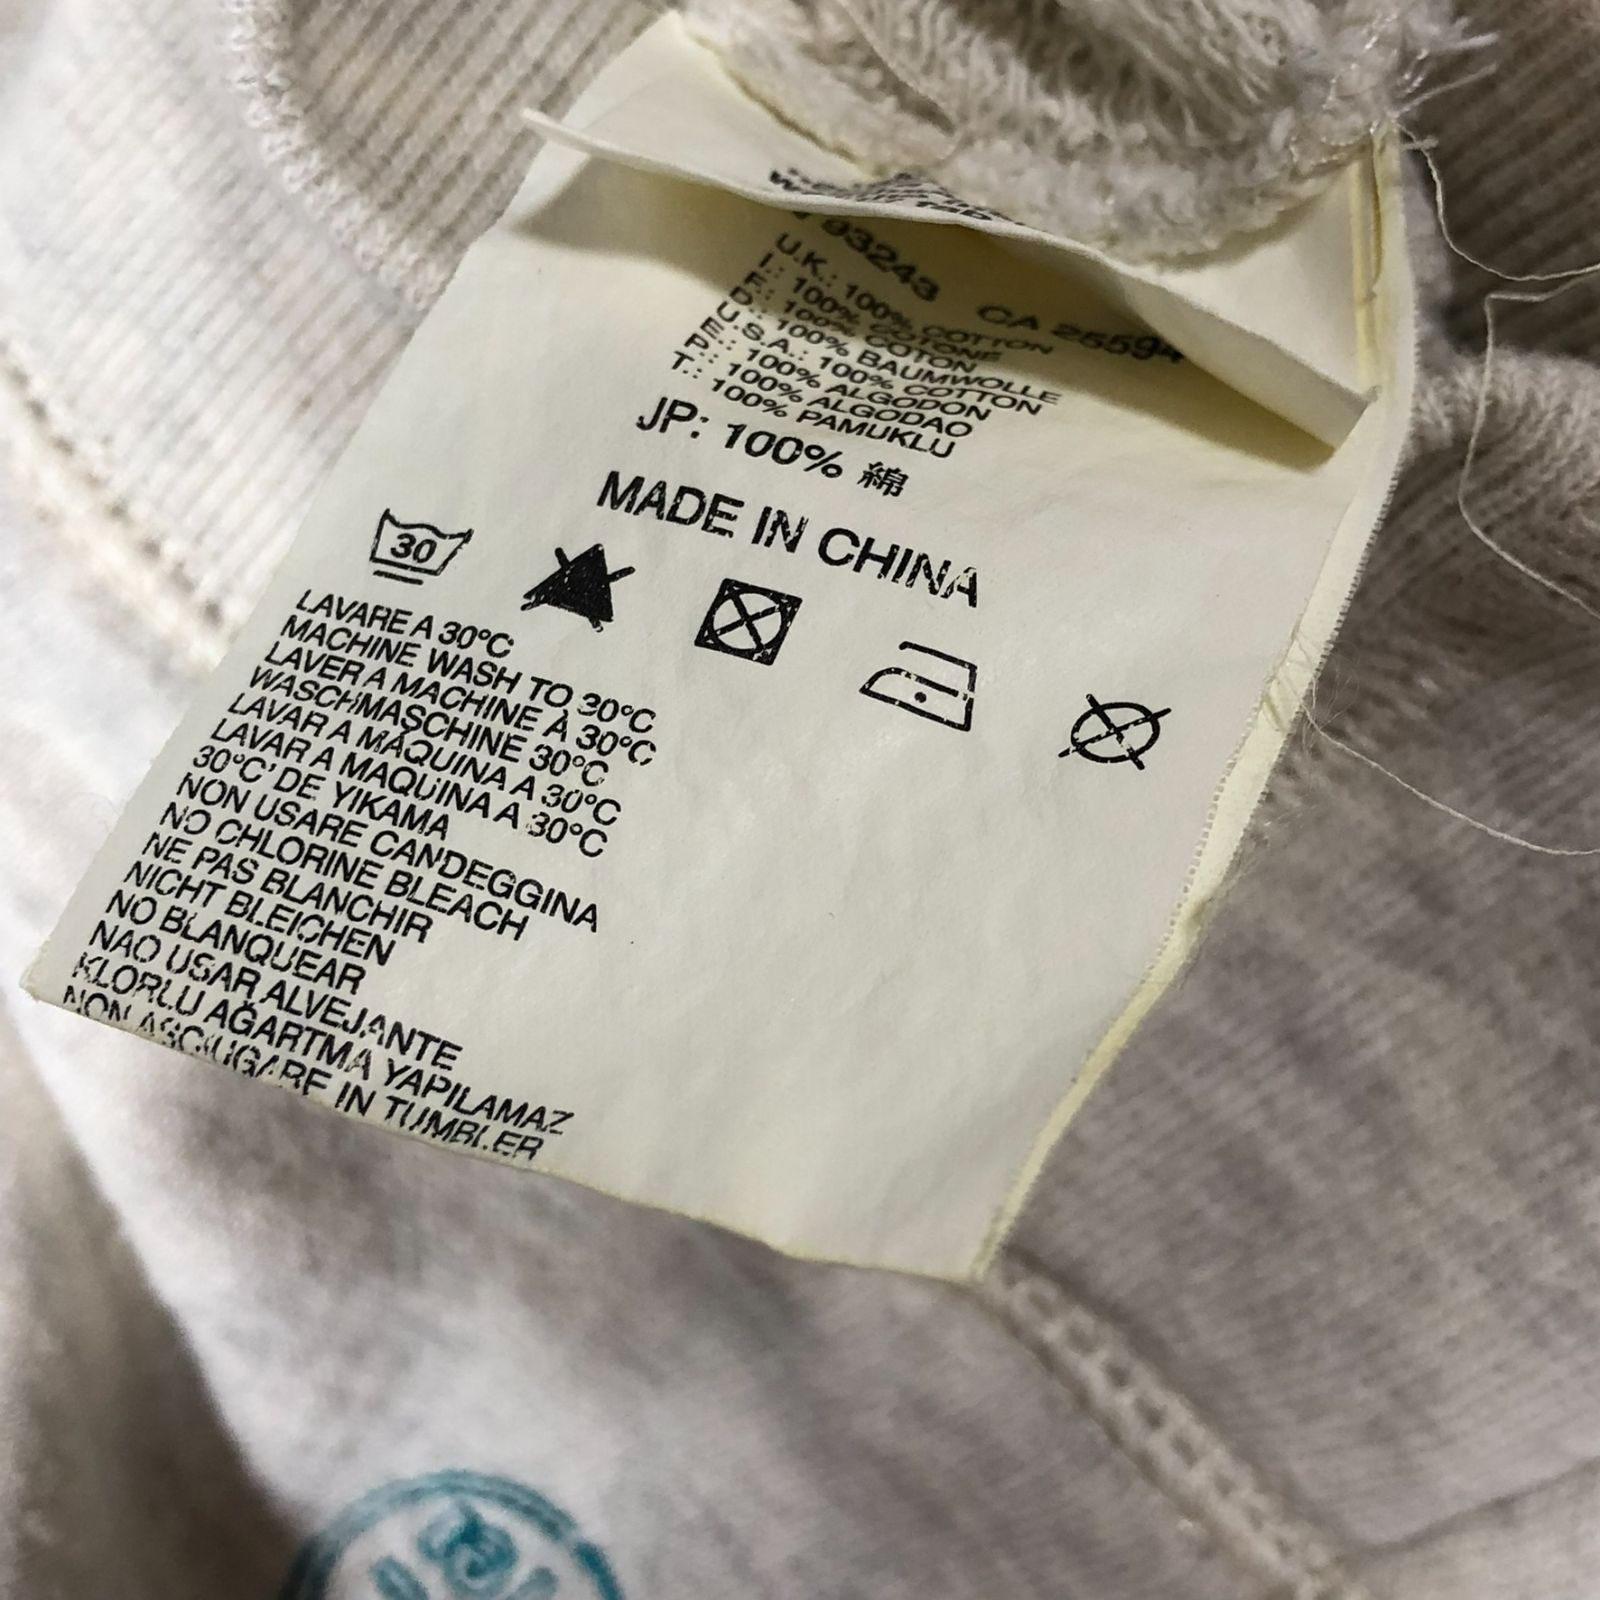 93243 CA 25594
U.K.: 100% COTTON
I.: 100% COTONE
F.: 100% COTON
D.: 100% BAUMWOLLE
U.S.A.: 100% COTTON
E.: 100% ALGODON
P.: 100% ALGODAO
T.: 100% PAMUKLU
JP: 100% 綿
MADE IN CHINA
30
LAVARE A 30°C
MACHINE WASH TO 30°C
LAVER A MACHINE À 30°C
WASCHMASCHINE 30°C
LAVAR A MÁQUINA A 30°C
LAVAR A MAQUINA A 30°C
30°C' DE YIKAMA
NON USARE CANDEGGINA
NO CHLORINE BLEACH
NE PAS BLANCHIR
NICHT BLEICHEN
NO BLANQUEAR
NAO USAR ALVEJANTE
KLORLU AĞARTMA YAPILAMAZ
NON ASCIUGARE IN TUMBLER